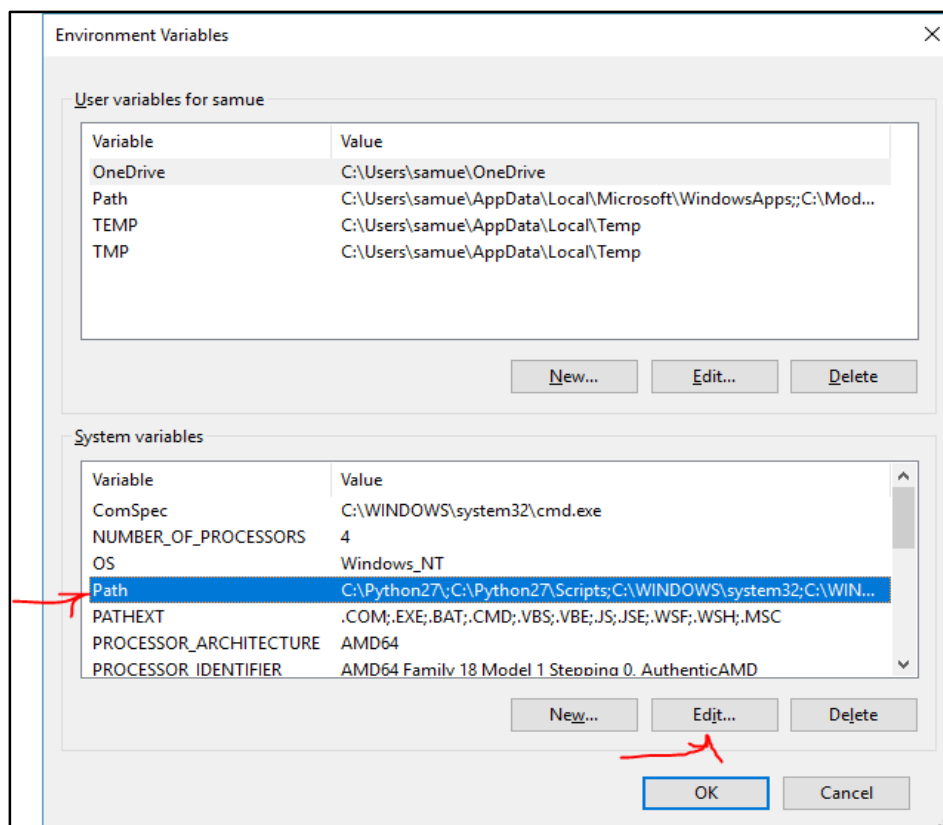 Environment Variables
User variables for samue
Variable Value
OneDrive C:\Users\samue\OneDrive
Path C:\Users\samue\AppData\Local\Microsoft\WindowsApps;;C:\Mod...
TEMP C:\Users\samue\AppData\Local\Temp
TMP C:\Users\samue\AppData\Local\Temp
New... Edit... Delete
System variables
Variable Value
ComSpec C:\WINDOWS\system32\cmd.exe
NUMBER_OF_PROCESSORS 4
OS Windows_NT
Path C:\Python27\;C:\Python27\Scripts;C:\WINDOWS\system32;C:\WIN...
PATHEXT .COM;.EXE;.BAT;.CMD;.VBS;.VBE;.JS;.JSE;.WSF;.WSH;.MSC
PROCESSOR_ARCHITECTURE AMD64
PROCESSOR_IDENTIFIER AMD64 Family 18 Model 1 Stepping 0, AuthenticAMD
New... Edit... Delete
OK Cancel